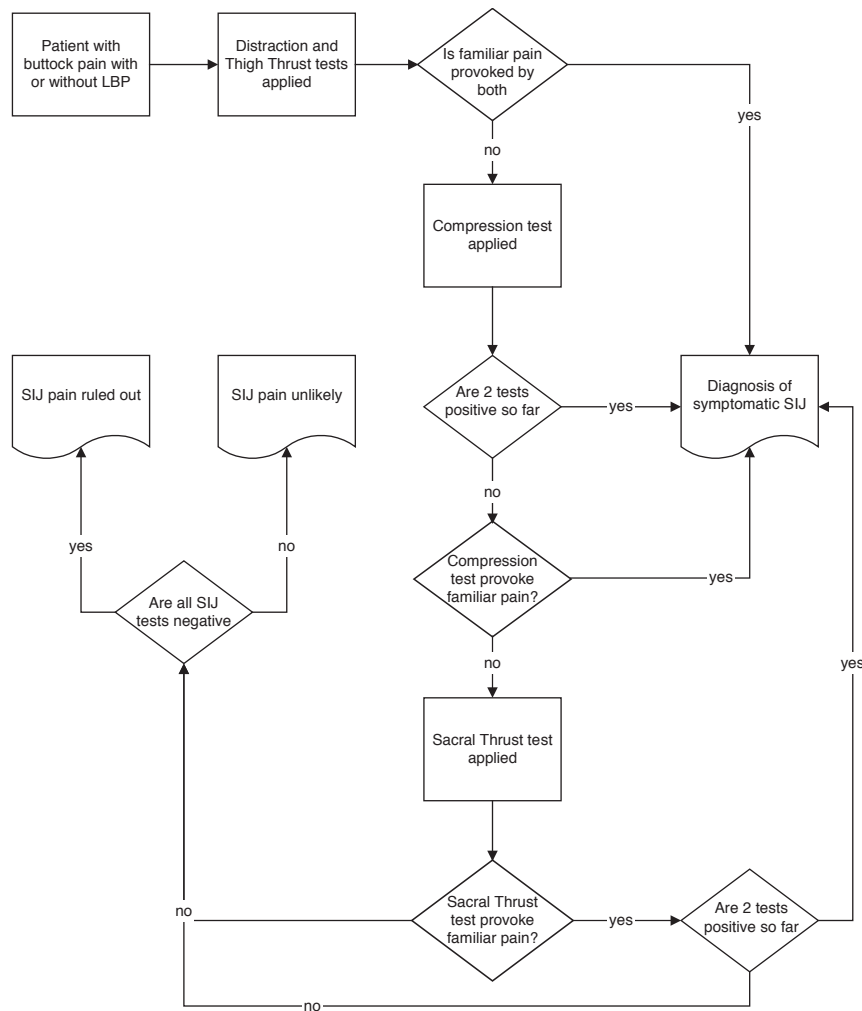 Patient with
buttock pain with
or without LBP
Distraction and
Thigh Thrust tests
applied
Is familiar pain
provoked by
both
yes
no
Compression test
applied
SIJ pain ruled out
SIJ pain unlikely
Are 2 tests
positive so far
yes
Diagnosis of
symptomatic SIJ
no
yes
no
Compression
test provoke
familiar pain?
yes
Are all SIJ
tests negative
no
yes
Sacral Thrust test
applied
no
Sacral Thrust
test provoke
familiar pain?
yes
Are 2 tests
positive so far
no